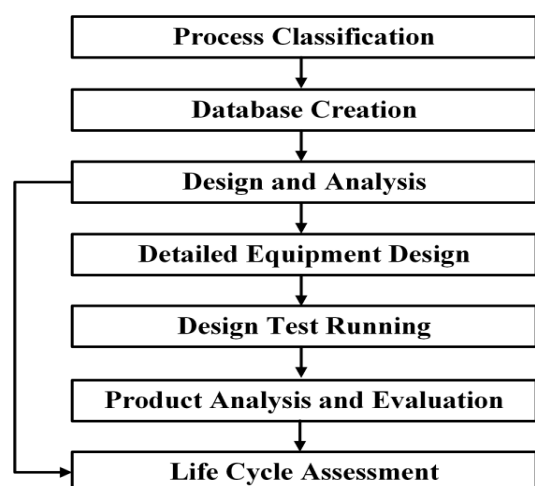 Process Classification
Database Creation
Design and Analysis
Detailed Equipment Design
Design Test Running
Product Analysis and Evaluation
Life Cycle Assessment